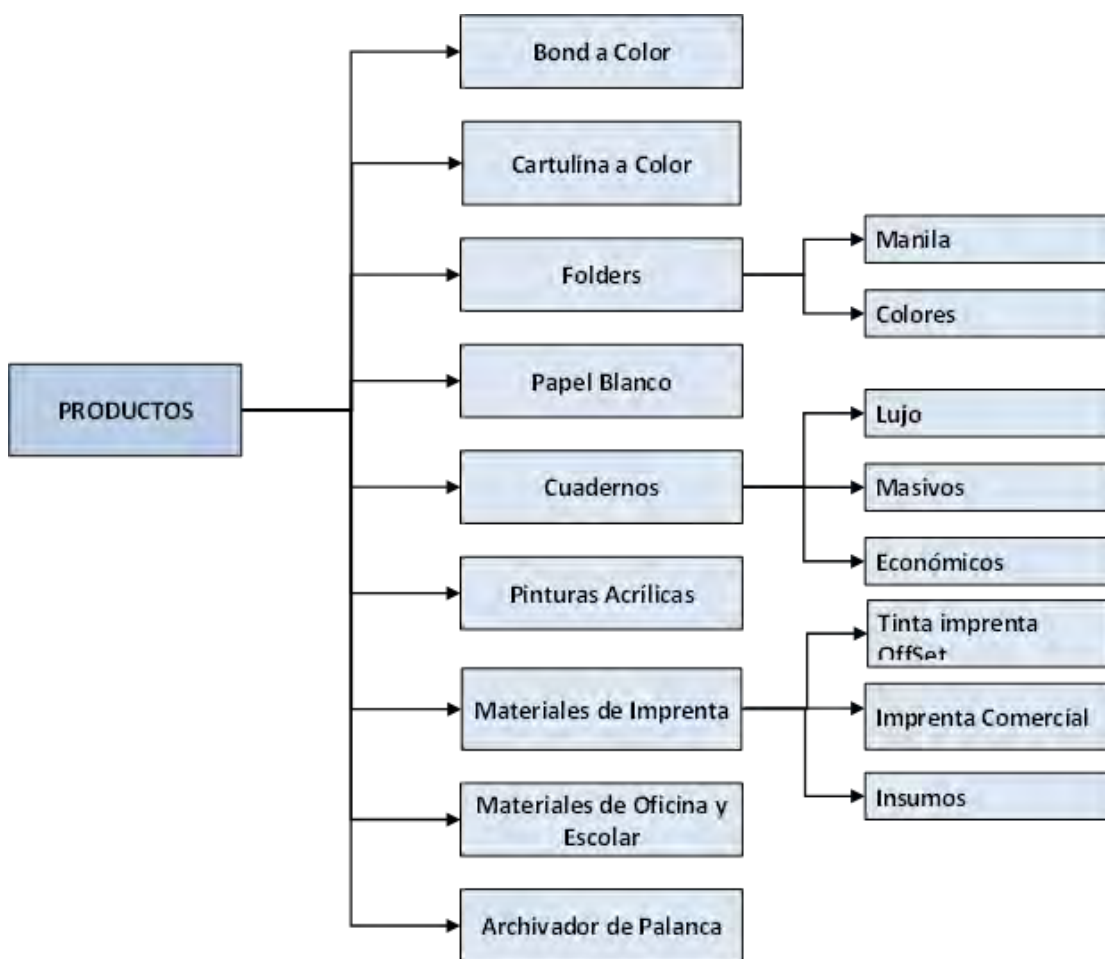 Bond a Color
Cartulina a Color
Folders
Manila
Colores
PRODUCTOS
Papel Blanco
Cuadernos
Lujo
Masivos
Económicos
Pinturas Acrílicas
Tinta imprenta
OffSet
Materiales de Imprenta
Imprenta Comercial
Insumos
Materiales de Oficina y
Escolar
Archivador de Palanca